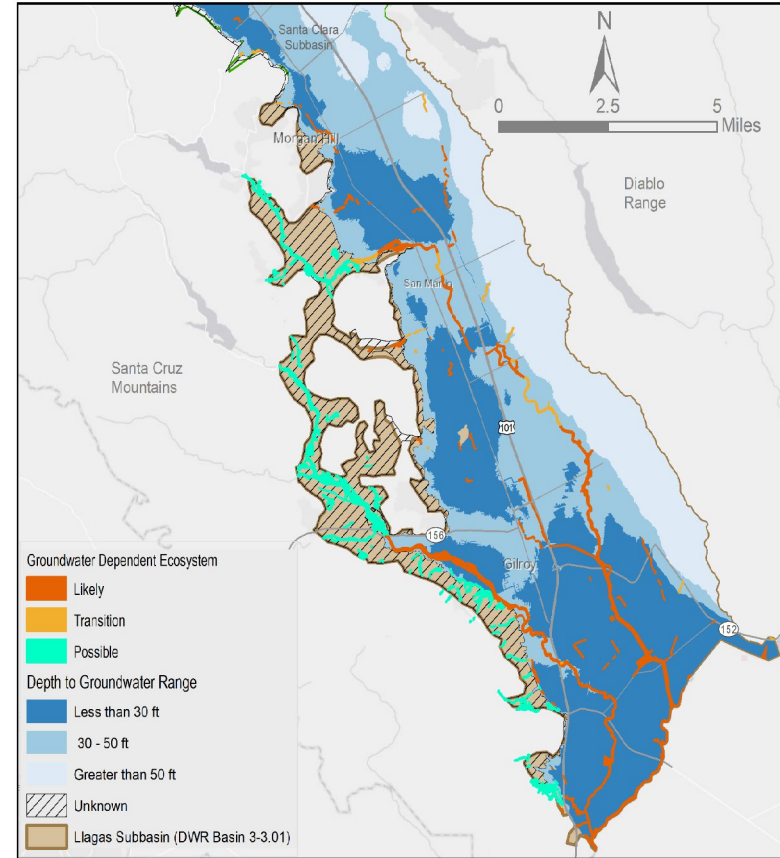 Santa Clara
Subbasin
N
0 2.5 5
Miles
Morgan Hill
Diablo
Range
San Martin
Santa Cruz
Mountains
101
156
Gilroy
152
Groundwater Dependent Ecosystem
Likely
Transition
Possible
Depth to Groundwater Range
Less than 30 ft
30 - 50 ft
Greater than 50 ft
Unknown
Llagas Subbasin (DWR Basin 3-3.01)